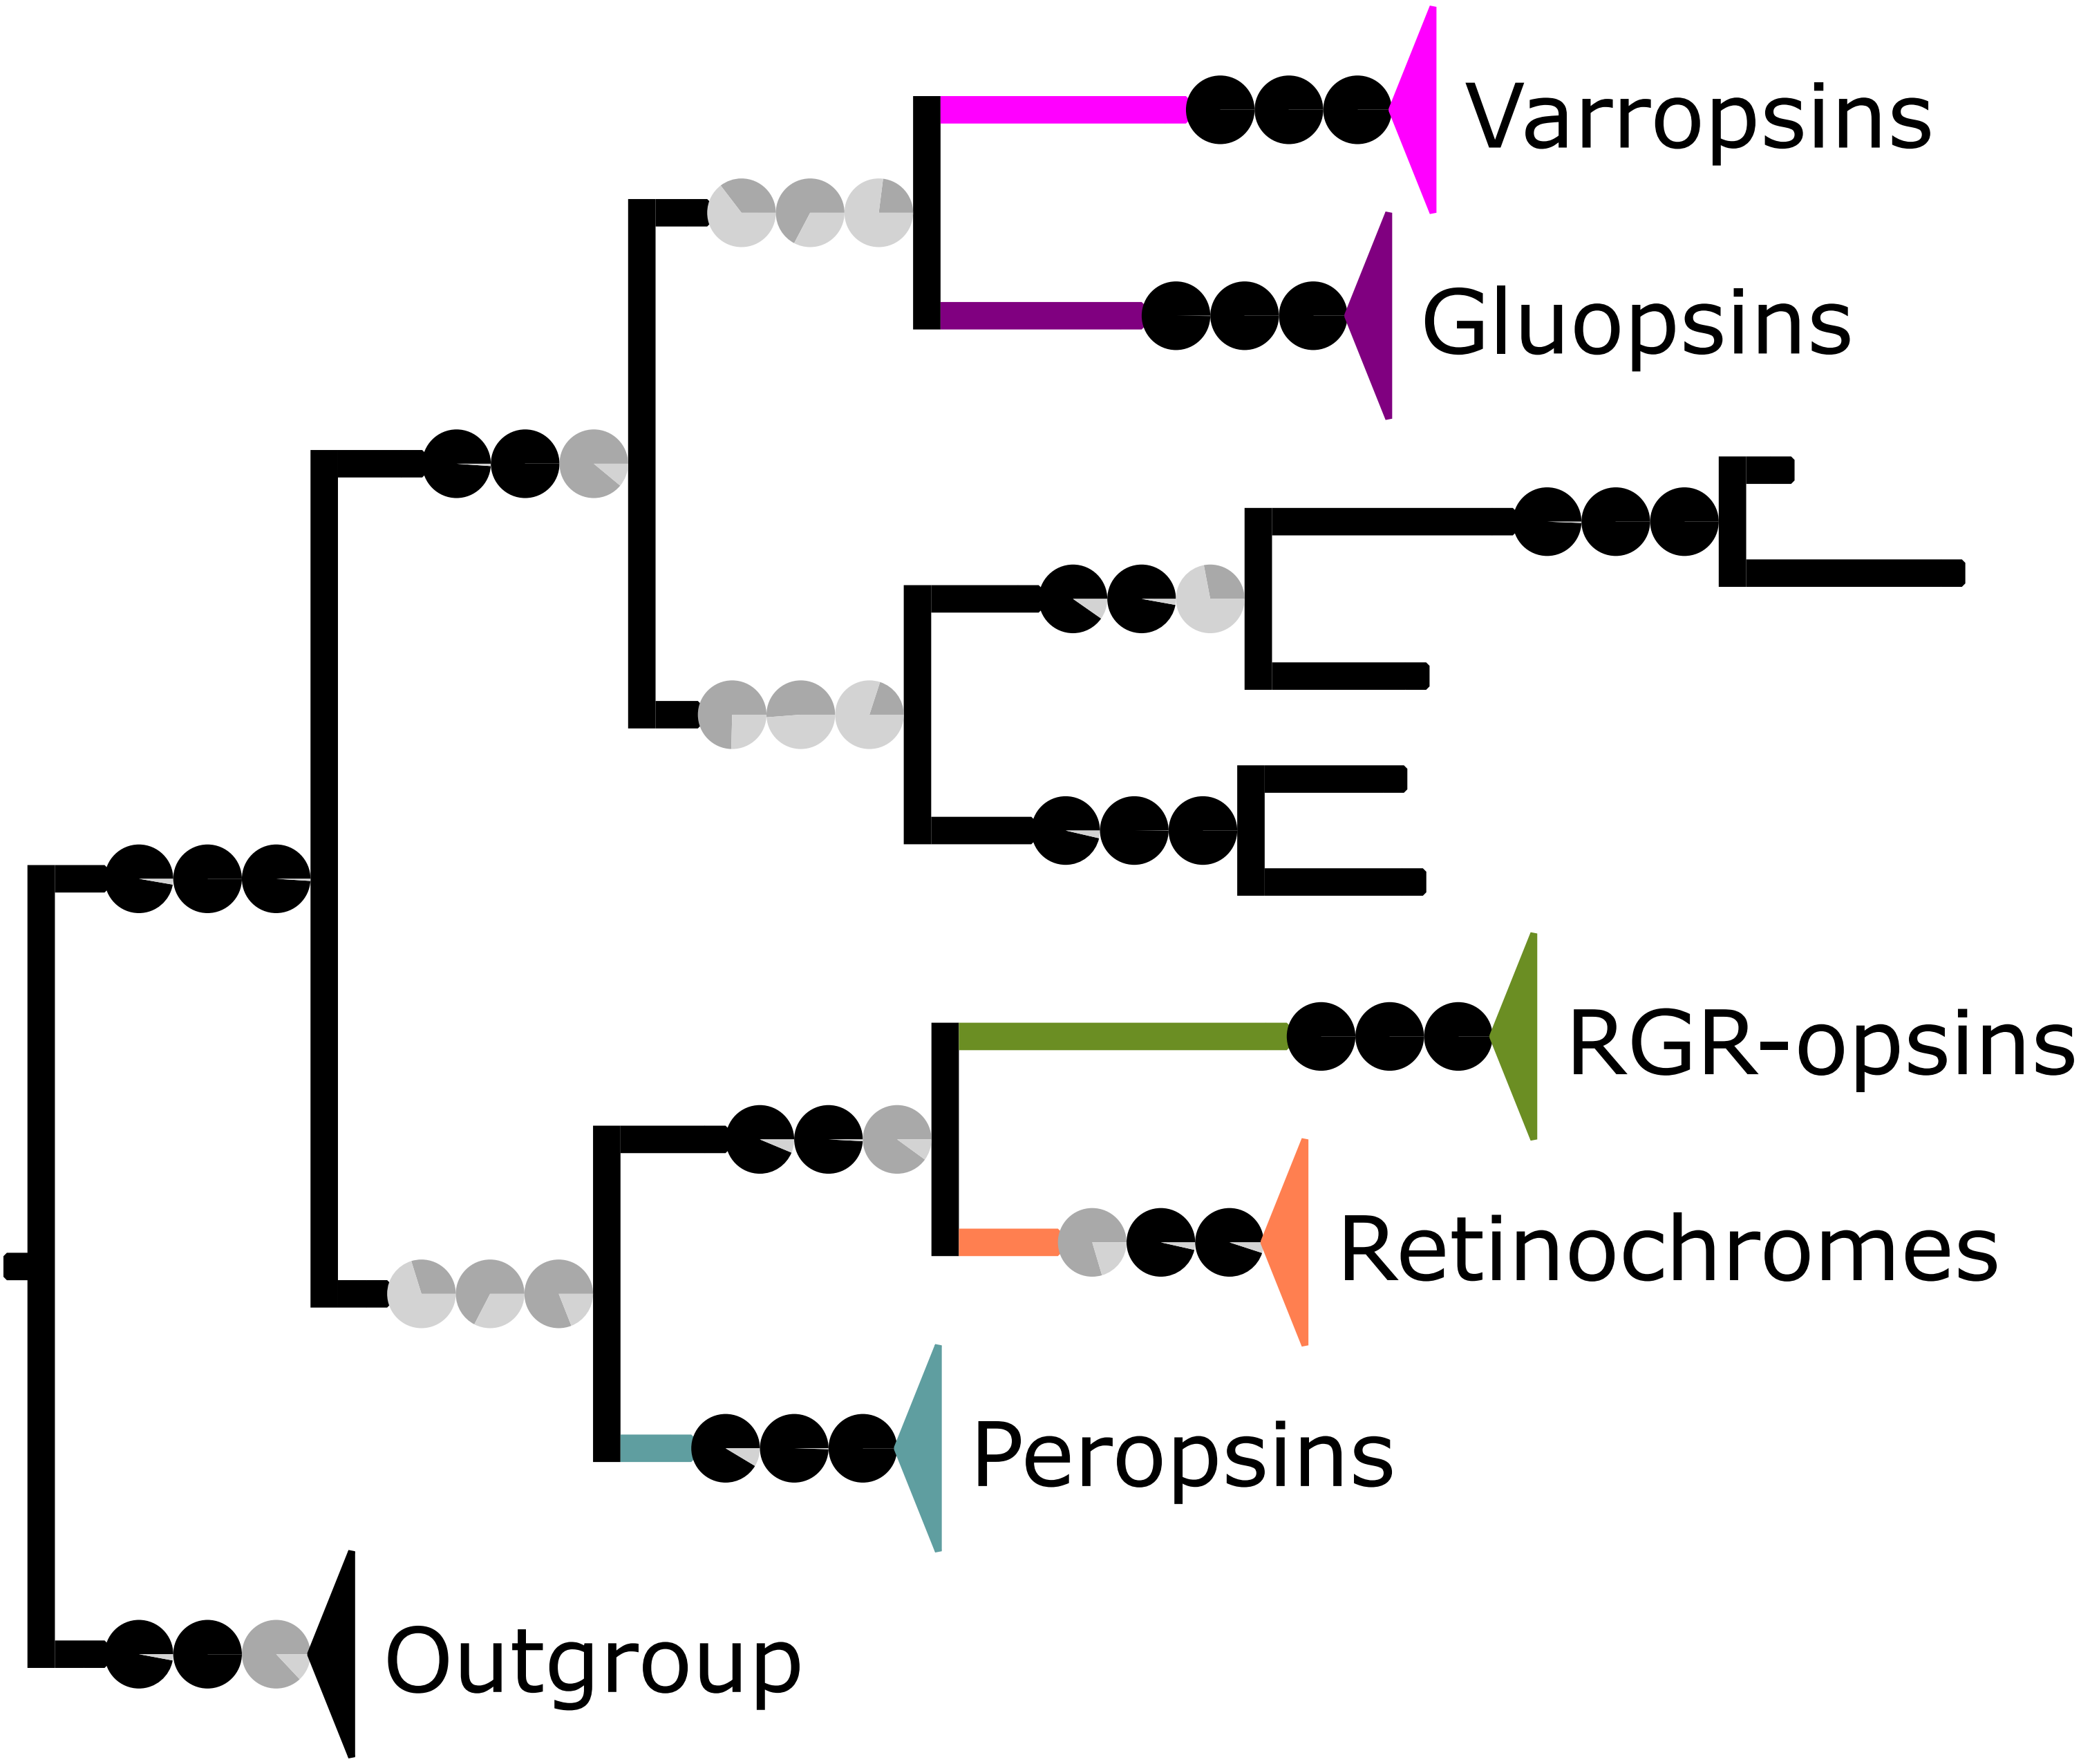 Varropsins
Gluopsins
RGR-opsins
Retinochromes
Peropsins
Outgroup